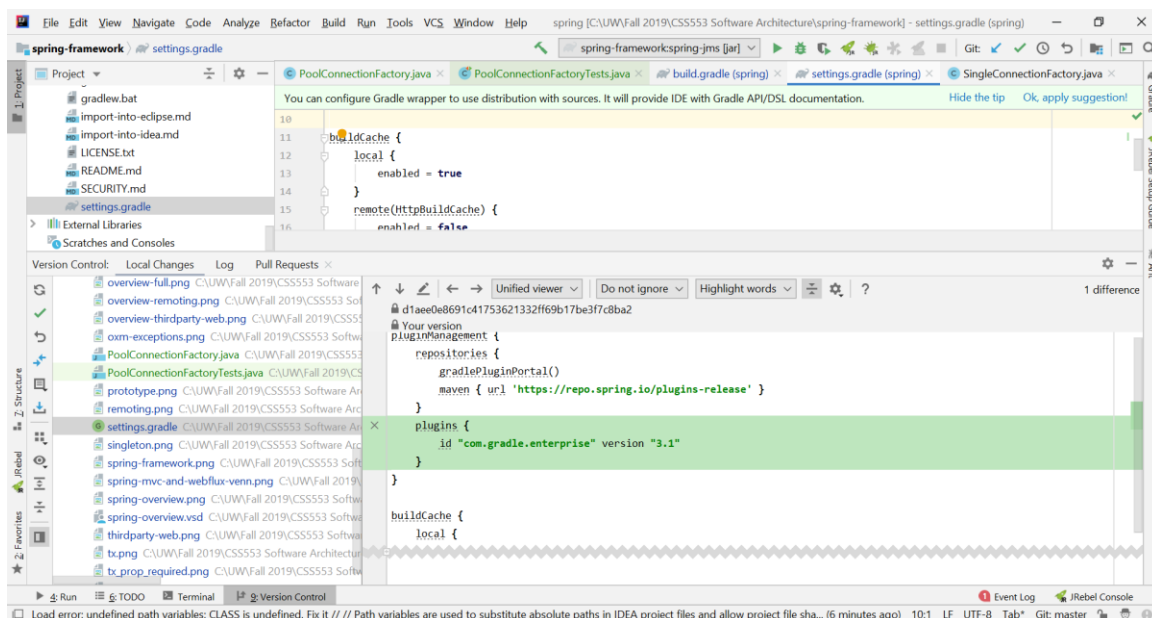 File Edit View Navigate Code Analyze Refactor Build Run Tools VCS Window Help spring [C:\UW\Fall 2019\CSS553 Software Architecture\spring-framework] - settings.gradle (spring)
spring-framework settings.gradle spring-framework:spring-jms [jar] Git:
1: Project
Project
PoolConnectionFactory.java PoolConnectionFactoryTests.java build.gradle (spring) settings.gradle (spring) SingleConnectionFactory.java
gradlew.bat
import-into-eclipse.md
import-into-idea.md
LICENSE.txt
README.md
SECURITY.md
settings.gradle
External Libraries
Scratches and Consoles
You can configure Gradle wrapper to use distribution with sources. It will provide IDE with Gradle API/DSL documentation. Hide the tip Ok, apply suggestion!
10
11 buildCache {
12 local {
13 enabled = true
14 }
15 remote(HttpBuildCache) {
16 enabled = false
Gradle
JRebel Setup Guide
Version Control: Local Changes Log Pull Requests
overview-full.png C:\UW\Fall 2019\CSS553 Software
overview-remoting.png C:\UW\Fall 2019\CSS553 Sof
overview-thirdparty-web.png C:\UW\Fall 2019\CSS55
oxm-exceptions.png C:\UW\Fall 2019\CSS553 Softwa
PoolConnectionFactory.java C:\UW\Fall 2019\CSS553
PoolConnectionFactoryTests.java C:\UW\Fall 2019\CS
prototype.png C:\UW\Fall 2019\CSS553 Software Ar
remoting.png C:\UW\Fall 2019\CSS553 Software Arc
settings.gradle C:\UW\Fall 2019\CSS553 Software Ar
singleton.png C:\UW\Fall 2019\CSS553 Software Arc
spring-framework.png C:\UW\Fall 2019\CSS553 Soft
spring-mvc-and-webflux-venn.png C:\UW\Fall 2019\
spring-overview.png C:\UW\Fall 2019\CSS553 Softw
spring-overview.vsd C:\UW\Fall 2019\CSS553 Softwa
thirdparty-web.png C:\UW\Fall 2019\CSS553 Softwa
tx.png C:\UW\Fall 2019\CSS553 Software Architectur
tx_prop_required.png C:\UW\Fall 2019\CSS553 Softw
Z: Structure
JRebel
2: Favorites
Unified viewer Do not ignore Highlight words ? 1 difference
d1aee0e8691c41753621332ff69b17be3f7c8ba2
Your version
pluginManagement {
repositories {
gradlePluginPortal()
maven { url 'https://repo.spring.io/plugins-release' }
}
plugins {
id "com.gradle.enterprise" version "3.1"
}
}
buildCache {
local {
4: Run 6: TODO Terminal 9: Version Control 1 Event Log JRebel Console
Load error: undefined path variables: CLASS is undefined. Fix it // // Path variables are used to substitute absolute paths in IDEA project files and allow project file sha... (6 minutes ago) 10:1 LF UTF-8 Tab* Git: master